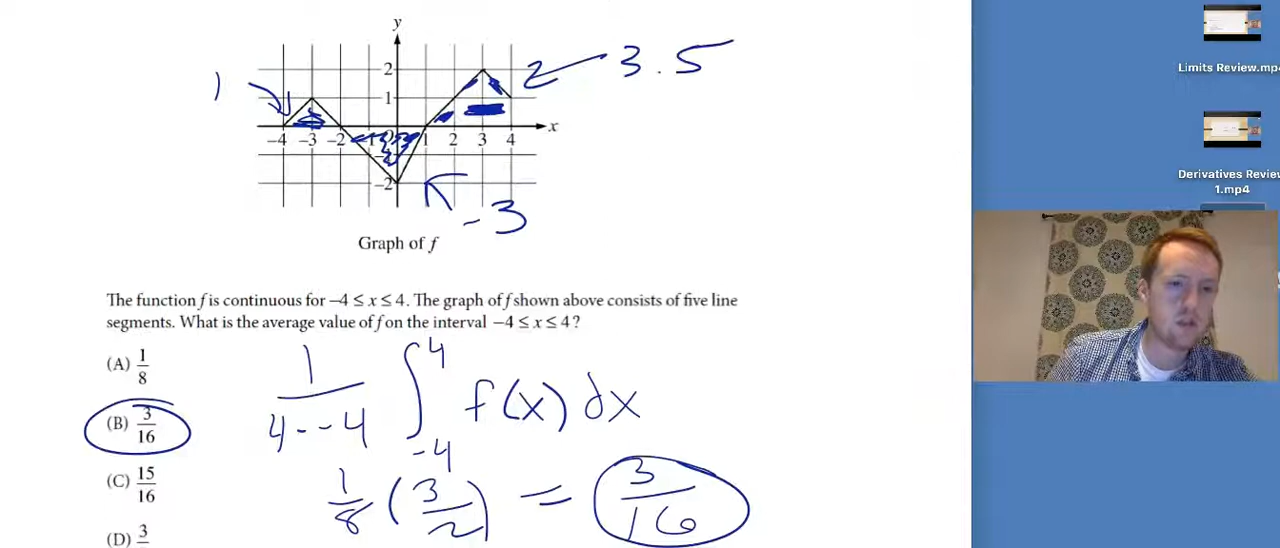 y
2
1
2
3.5
1
x
-4
-3
-2
1
2
3
4
-2
-3
Graph of f
The function f is continuous for −4 ≤ x ≤ 4. The graph of f shown above consists of five line
segments. What is the average value of f on the interval −4 ≤ x ≤ 4?
(A) 1/8
(B) 3/16
(C) 15/16
(D) 3
1/4--4 ∫ 4 -4 f(x) dx
1/8 (3/2) = 3/16
Limits Review.mp
Derivatives Revie
1.mp4